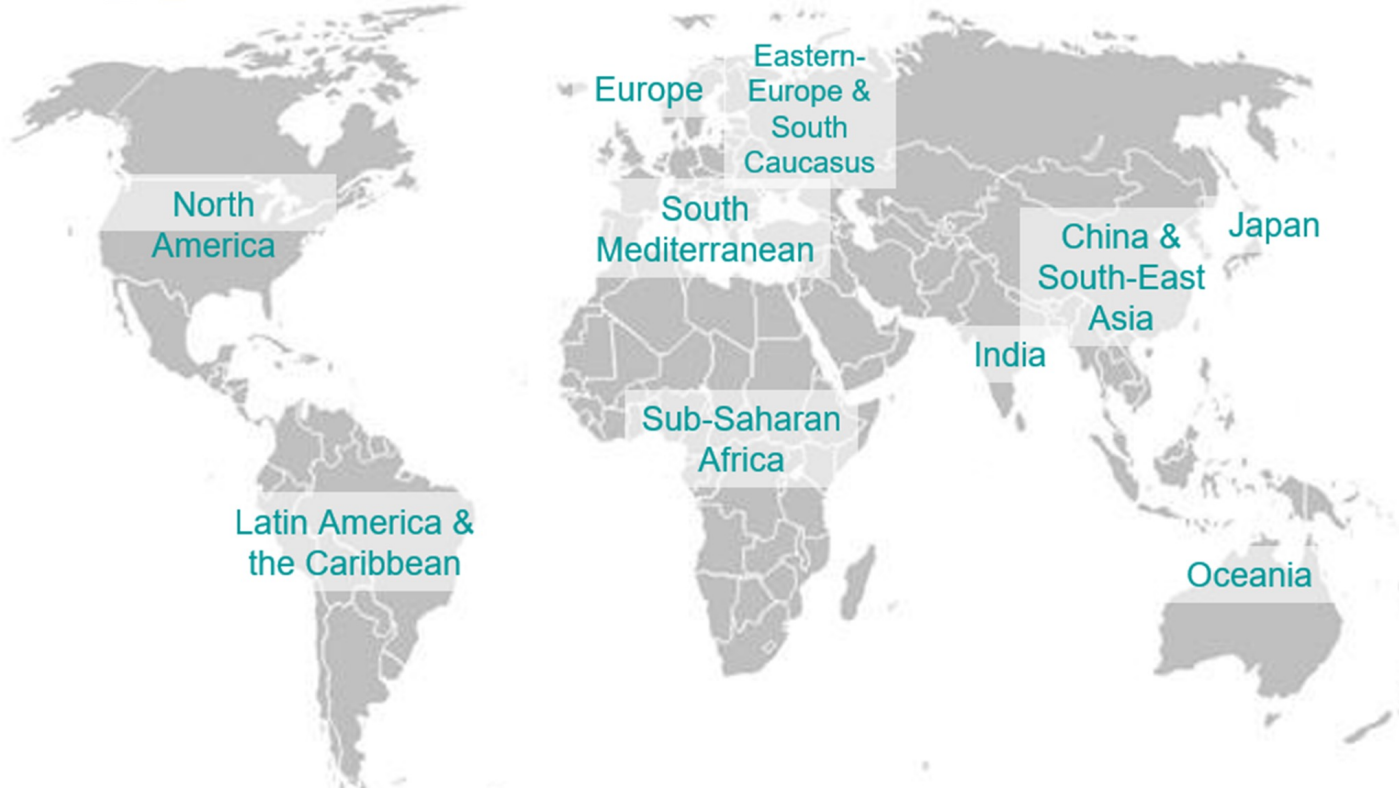 Eastern-
Europe &
South
Caucasus
Europe
North
America
South
Mediterranean
Japan
China &
South-East
Asia
India
Sub-Saharan
Africa
Latin America &
the Caribbean
Oceania